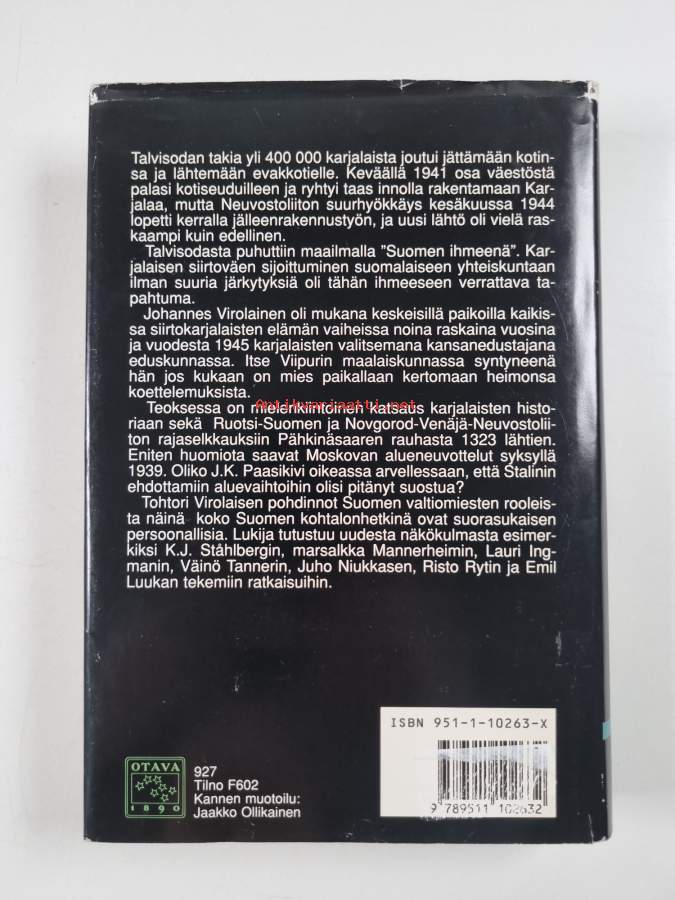 Talvisodan takia yli 400 000 karjalaista joutui jättämään kotin-
sa ja lähtemään evakkotielle. Keväällä 1941 osa väestöstä
palasi kotiseuduilleen ja ryhtyi taas innolla rakentamaan Kar-
jalaa, mutta Neuvostoliiton suurhyökkäys kesäkuussa 1944
lopetti kerralla jälleenrakennustyön, ja uusi lähtö oli vielä ras-
kaampi kuin edellinen.
Talvisodasta puhuttiin maailmalla "Suomen ihmeenä". Kar-
jalaisen siirtoväen sijoittuminen suomalaiseen yhteiskuntaan
ilman suuria järkytyksiä oli tähän ihmeeseen verrattava ta-
pahtuma.
Johannes Virolainen oli mukana keskeisillä paikoilla kaikis-
sa siirtokarjalaisten elämän vaiheissa noina raskaina vuosina
ja vuodesta 1945 karjalaisten valitsemana kansanedustajana
eduskunnassa. Itse Viipurin maalaiskunnassa syntyneenä
hän jos kukaan on mies paikallaan kertomaan heimonsa
koettelemuksista.
Antikvariaatti.net
Teoksessa on mielenkiintoinen katsaus karjalaisten histo-
riaan sekä Ruotsi-Suomen ja Novgorod-Venäjä-Neuvostolii-
ton rajaselkkauksiin Pähkinäsaaren rauhasta 1323 lähtien.
Eniten huomiota saavat Moskovan alueneuvottelut syksyllä
1939. Oliko J.K. Paasikivi oikeassa arvellessaan, että Stalinin
ehdottamiin aluevaihtoihin olisi pitänyt suostua?
Tohtori Virolaisen pohdinnot Suomen valtiomiesten rooleis-
ta näinä koko Suomen kohtalonhetkinä ovat suorasukaisen
persoonallisia. Lukija tutustuu uudesta näkökulmasta esimer-
kiksi K.J. Ståhlbergin, marsalkka Mannerheimin, Lauri Ing-
manin, Väinö Tannerin, Juho Niukkasen, Risto Rytin ja Emil
Luukan tekemiin ratkaisuihin.
ISBN 951-1-10263-X
9 789511 102632
OTAVA
1890
927
Tilno F602
Kannen muotoilu:
Jaakko Ollikainen